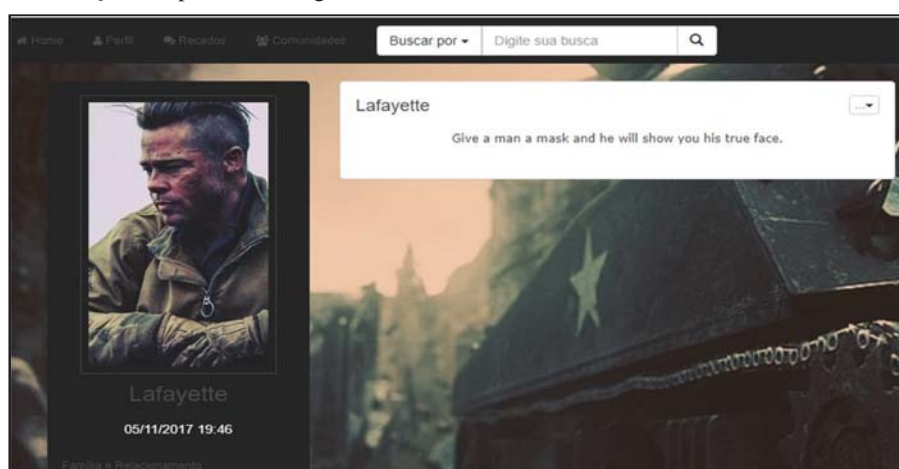 Home Perfil Recados Comunidades Buscar por Digite sua busca
Lafayette
...
Give a man a mask and he will show you his true face.
Lafayette
05/11/2017 19:46
Família e Relacionamento